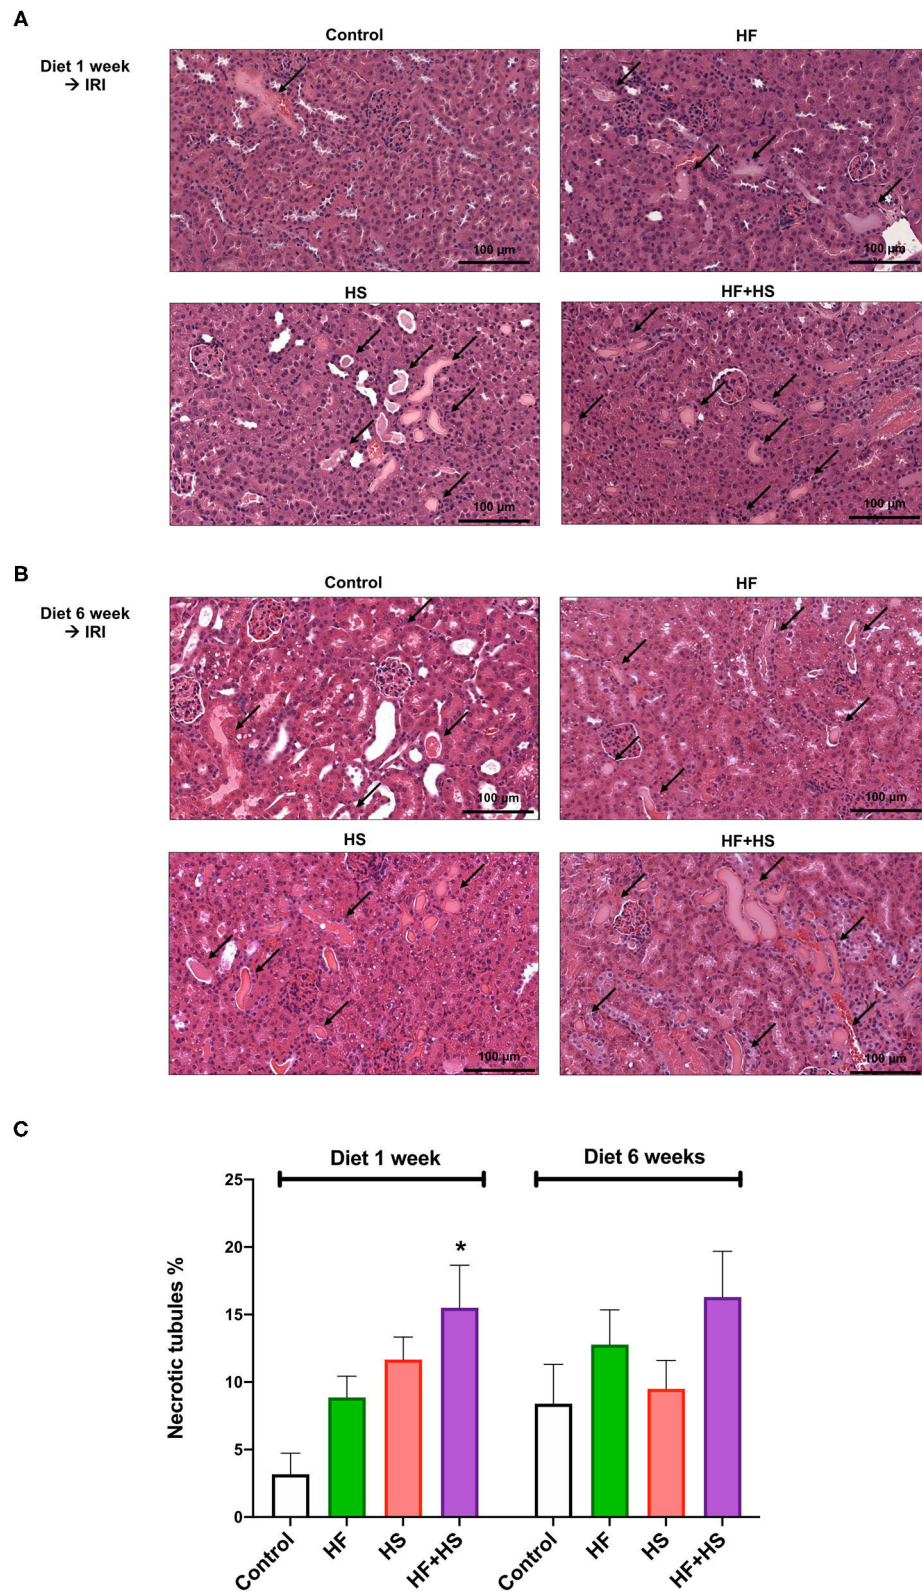 A
Control
HF
Diet 1 week
→ IRI
100 µm
100 µm
HS
HF+HS
100 µm
100 µm
B
Control
HF
Diet 6 week
→ IRI
100 µm
100 µm
HS
HF+HS
100 µm
100 µm
C
Diet 1 week
Diet 6 weeks
25
20
*
15
10
5
0
Necrotic tubules %
Control
HF
HS
HF+HS
Control
HF
HS
HF+HS